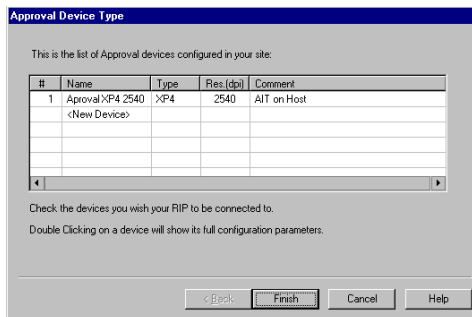 Approval Device Type
This is the list of Approval devices configured in your site:
# Name Type Res.(dpi) Comment
1 Aproval XP4 2540 XP4 2540 AIT on Host
<New Device>
Check the devices you wish your RIP to be connected to.
Double Clicking on a device will show its full configuration parameters.
< Back Finish Cancel Help